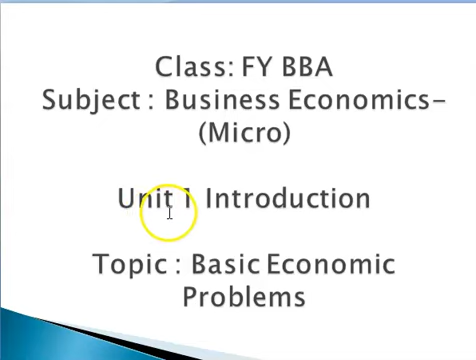 Class: FY BBA
Subject : Business Economics-
(Micro)
Unit 1 Introduction
Topic : Basic Economic
Problems